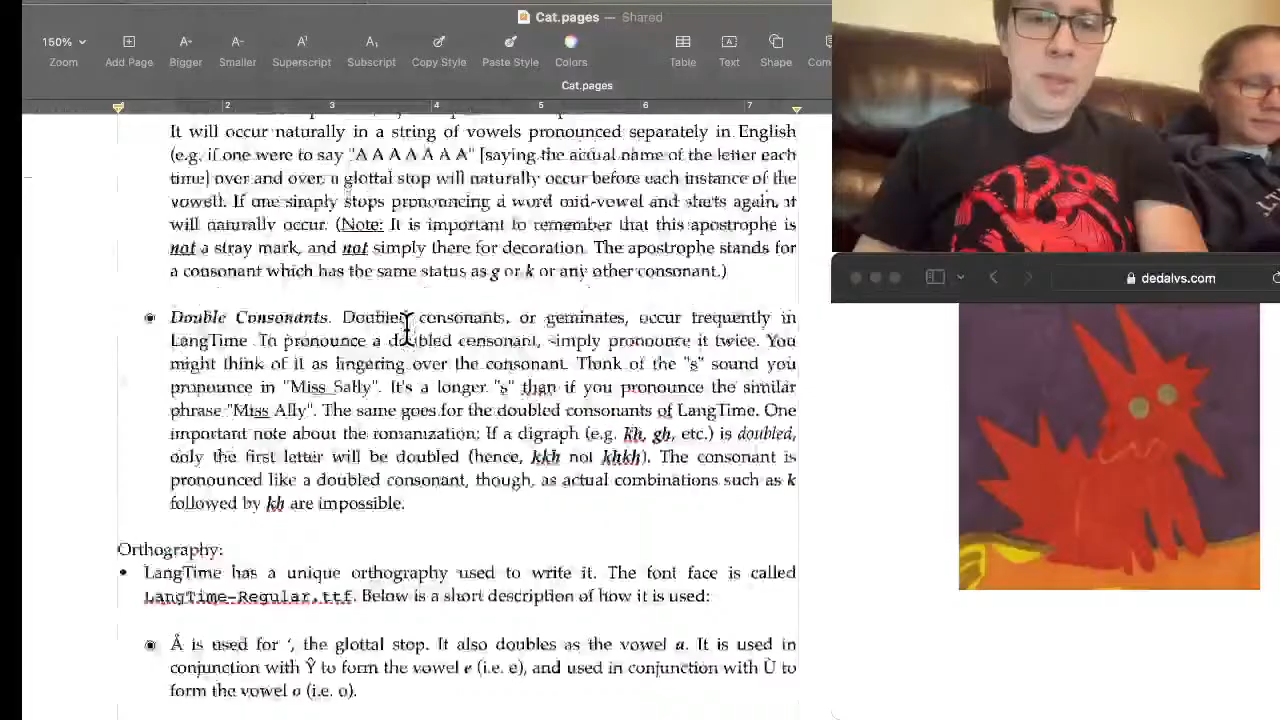 Cat.pages — Shared
150%
Zoom
Add Page
Bigger
Smaller
Superscript
Subscript
Copy Style
Paste Style
Colors
Table
Text
Shape
Com
Cat.pages
2 3 4 5 6 7
It will occur naturally in a string of vowels pronounced separately in English
(e.g. if one were to say "A A A A A A A" [saying the actual name of the letter each
time] over and over, a glottal stop will naturally occur before each instance of the
vowel). If one simply stops pronouncing a word mid-vowel and starts again, it
will naturally occur. (Note: It is important to remember that this apostrophe is
not a stray mark, and not simply there for decoration. The apostrophe stands for
a consonant which has the same status as g or k or any other consonant.)
Double Consonants. Doubled consonants, or geminates, occur frequently in
LangTime. To pronounce a doubled consonant, simply pronounce it twice. You
might think of it as lingering over the consonant. Think of the "s" sound you
pronounce in "Miss Sally". It's a longer "s" than if you pronounce the similar
phrase "Miss Ally". The same goes for the doubled consonants of LangTime. One
important note about the romanization: If a digraph (e.g. kh, gh, etc.) is doubled,
only the first letter will be doubled (hence, kkh not khkh). The consonant is
pronounced like a doubled consonant, though, as actual combinations such as k
followed by kh are impossible.
Orthography:
• LangTime has a unique orthography used to write it. The font face is called
LangTime-Regular.ttf. Below is a short description of how it is used:
Å is used for ‘, the glottal stop. It also doubles as the vowel a. It is used in
conjunction with Ŷ to form the vowel e (i.e. e), and used in conjunction with Ù to
form the vowel o (i.e. o).
dedalvs.com